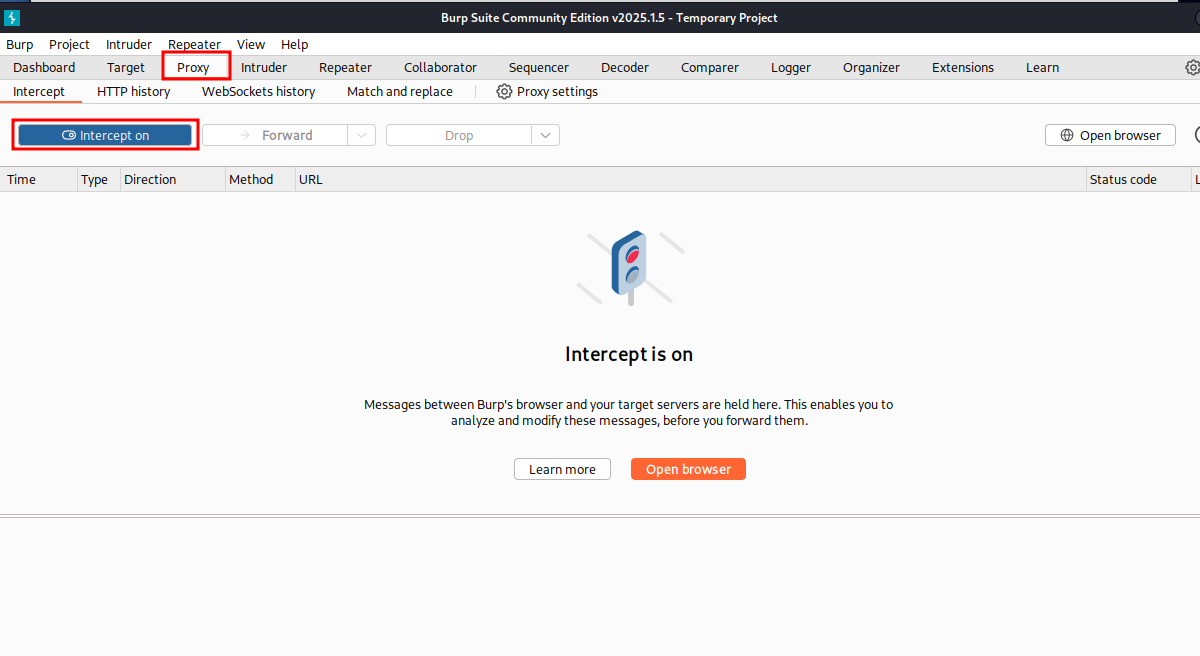 Burp Suite Community Edition v2025.1.5 - Temporary Project
Burp Project Intruder Repeater View Help
Dashboard Target Proxy Intruder Repeater Collaborator Sequencer Decoder Comparer Logger Organizer Extensions Learn
Intercept HTTP history WebSockets history Match and replace Proxy settings
Intercept on Forward Drop Open browser
Time Type Direction Method URL Status code
Intercept is on
Messages between Burp's browser and your target servers are held here. This enables you to
analyze and modify these messages, before you forward them.
Learn more Open browser